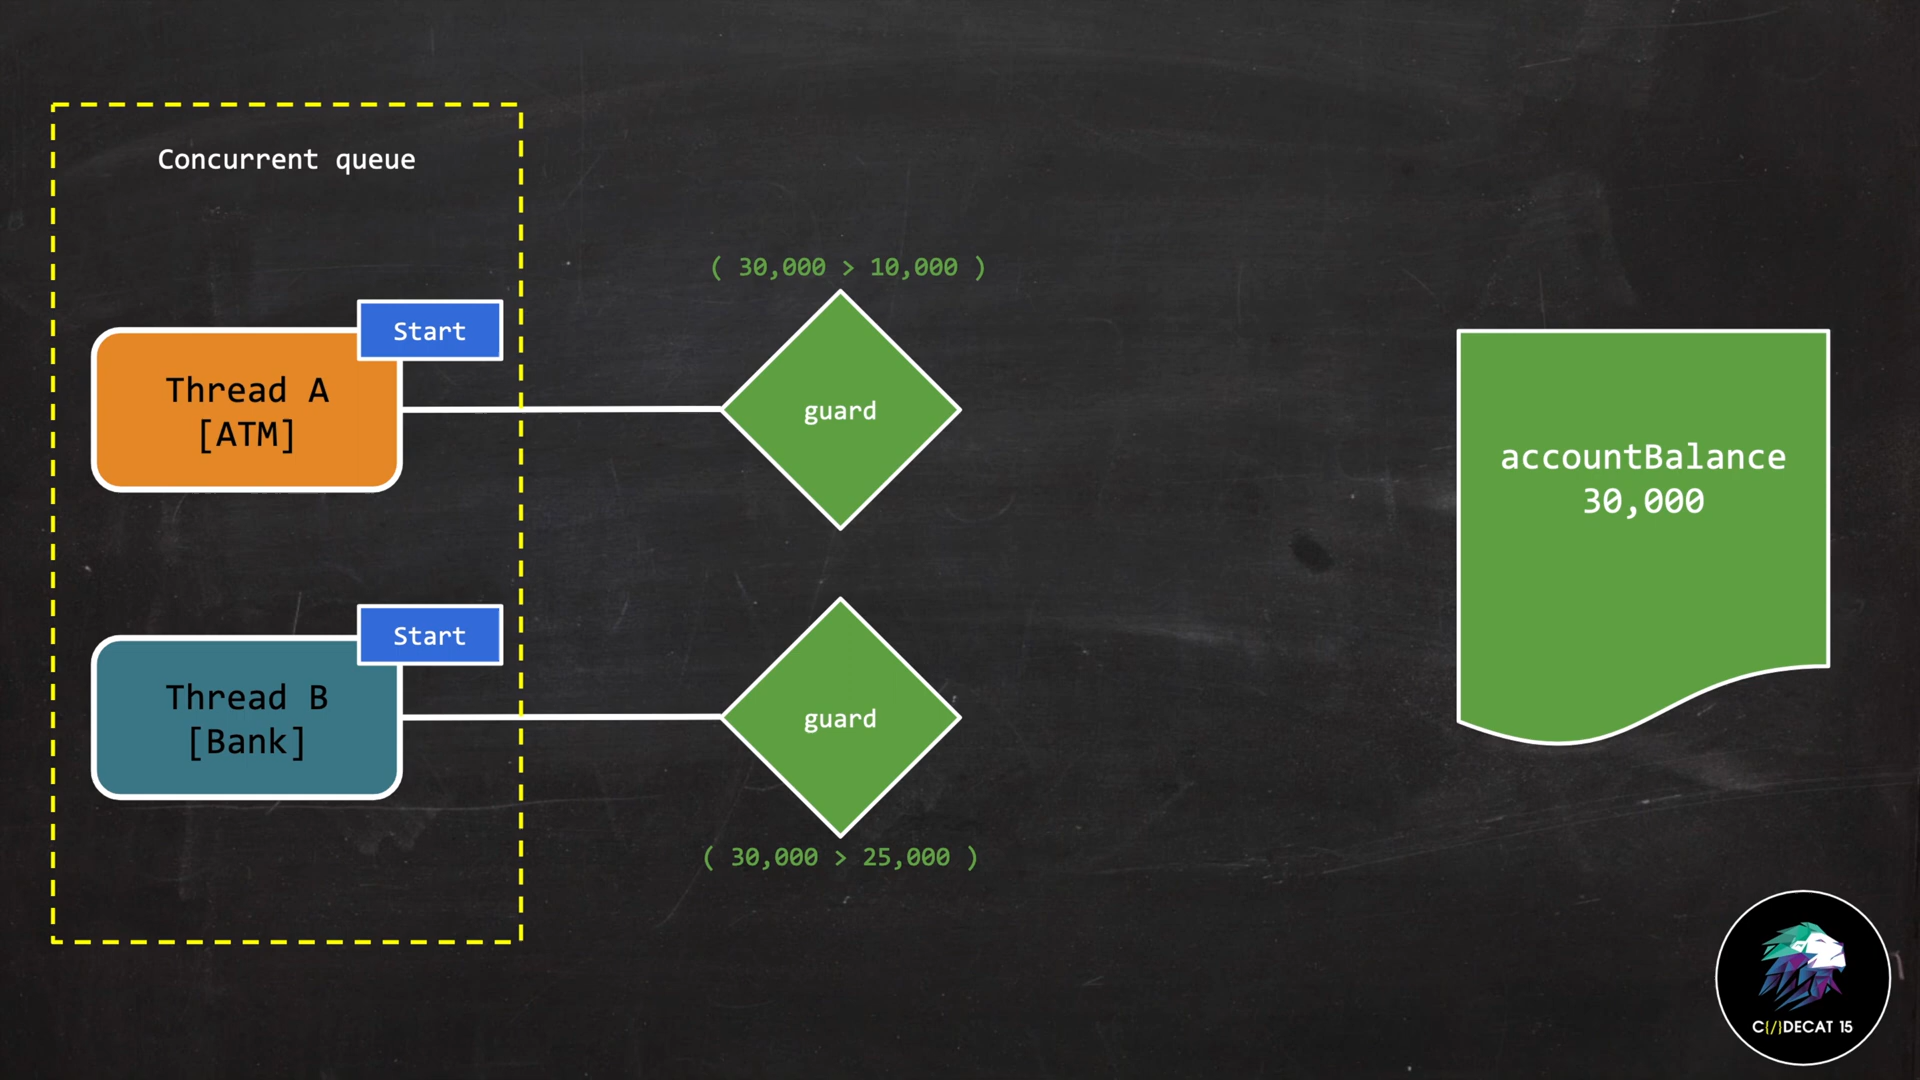 Concurrent queue
( 30,000 > 10,000 )
Start
Thread A
[ATM]
guard
accountBalance
30,000
Start
Thread B
[Bank]
guard
( 30,000 > 25,000 )
C{/}DECAT 15